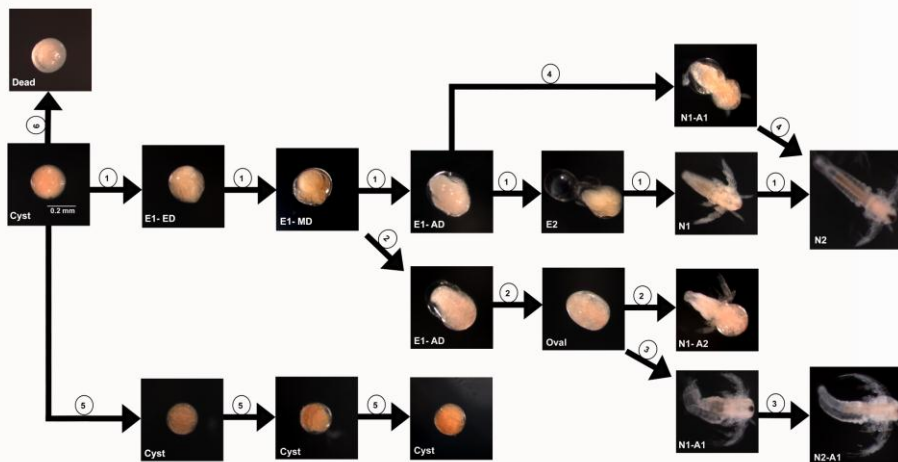 Dead
4
N1-A1
6
4
1
1
1
1
1
1
Cyst
0.2 mm
E1- ED
E1- MD
E1- AD
E2
N1
N2
2
2
2
E1- AD
Oval
N1- A2
3
5
5
5
3
Cyst
Cyst
Cyst
N1-A1
N2-A1